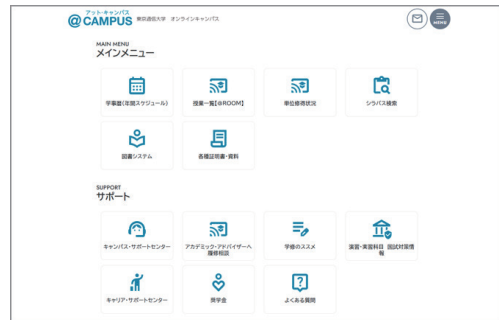 アット・キャンパス
@CAMPUS 東京通信大学 オンラインキャンパス
MENU
MAIN MENU
メインメニュー
学事暦(年間スケジュール)
授業一覧【@ROOM】
単位修得状況
シラバス検索
図書システム
各種証明書・資料
SUPPORT
サポート
キャンパス・サポートセンター
アカデミック・アドバイザーへ
履修相談
学修のススメ
演習・実習科目 国試対策情
報
キャリア・サポートセンター
奨学金
よくある質問